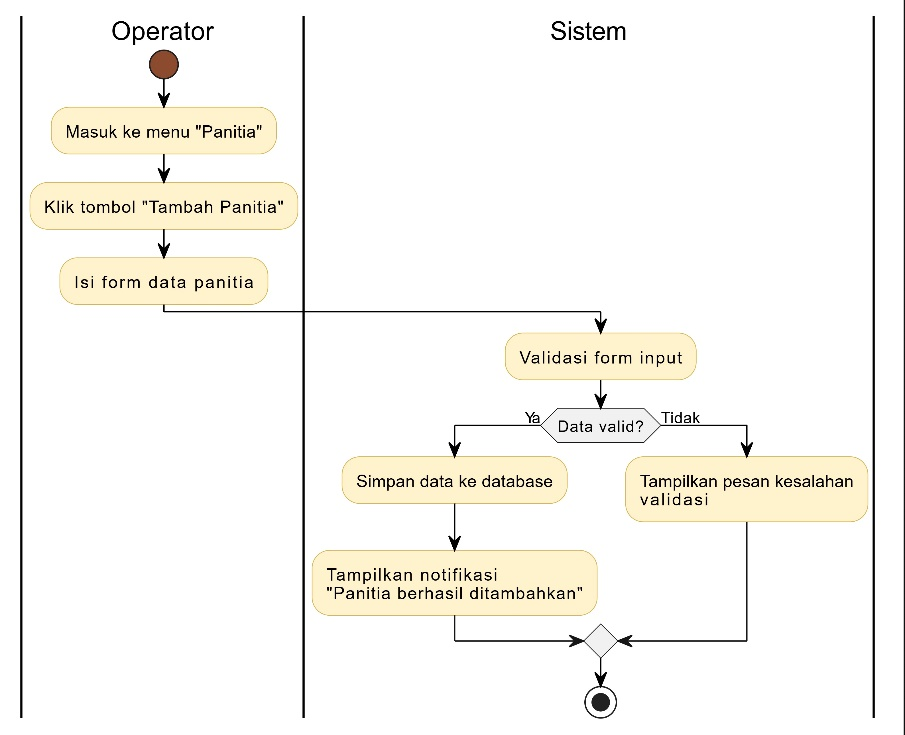 Operator
Sistem
Masuk ke menu "Panitia"
Klik tombol "Tambah Panitia"
Isi form data panitia
Validasi form input
Ya
Data valid?
Tidak
Simpan data ke database
Tampilkan pesan kesalahan
validasi
Tampilkan notifikasi
"Panitia berhasil ditambahkan"